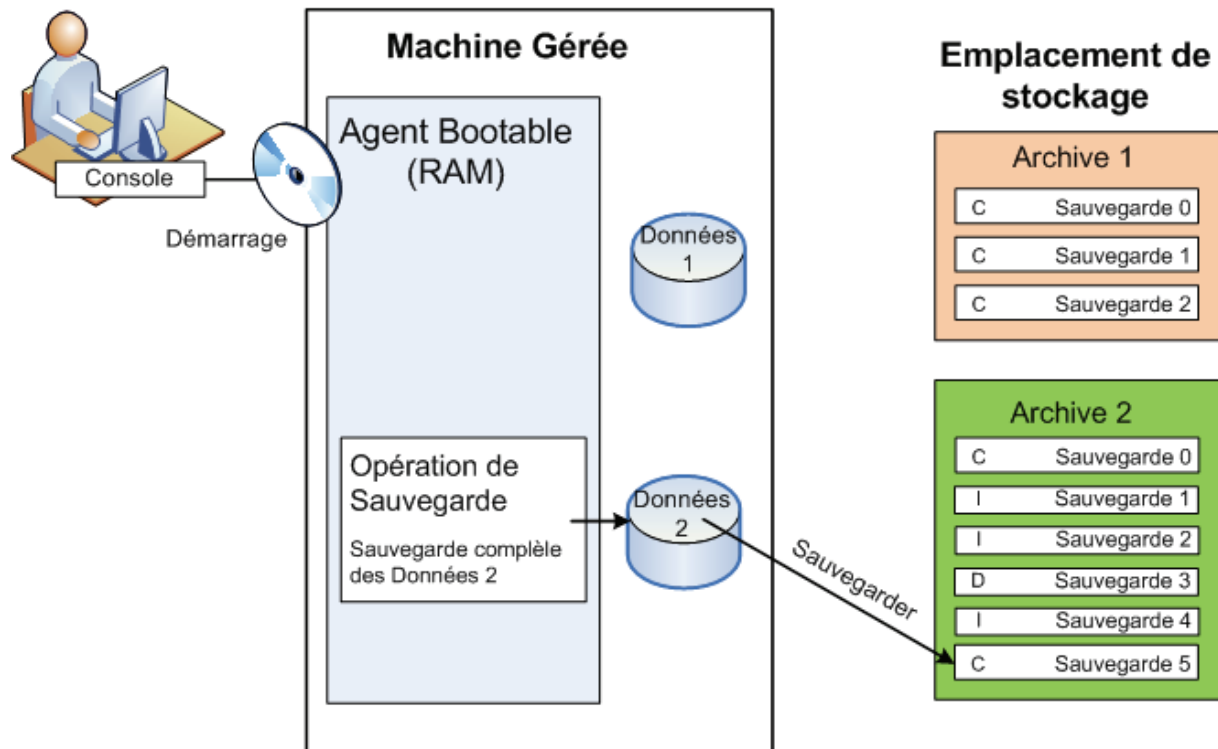 Machine Gérée
Emplacement de
stockage
Agent Bootable
(RAM)
Console
Démarrage
Données
1
Opération de
Sauvegarde
Sauvegarde complèle
des Données 2
Données
2
Sauvegarder
Archive 1
C Sauvegarde 0
C Sauvegarde 1
C Sauvegarde 2
Archive 2
C Sauvegarde 0
I Sauvegarde 1
I Sauvegarde 2
D Sauvegarde 3
I Sauvegarde 4
C Sauvegarde 5